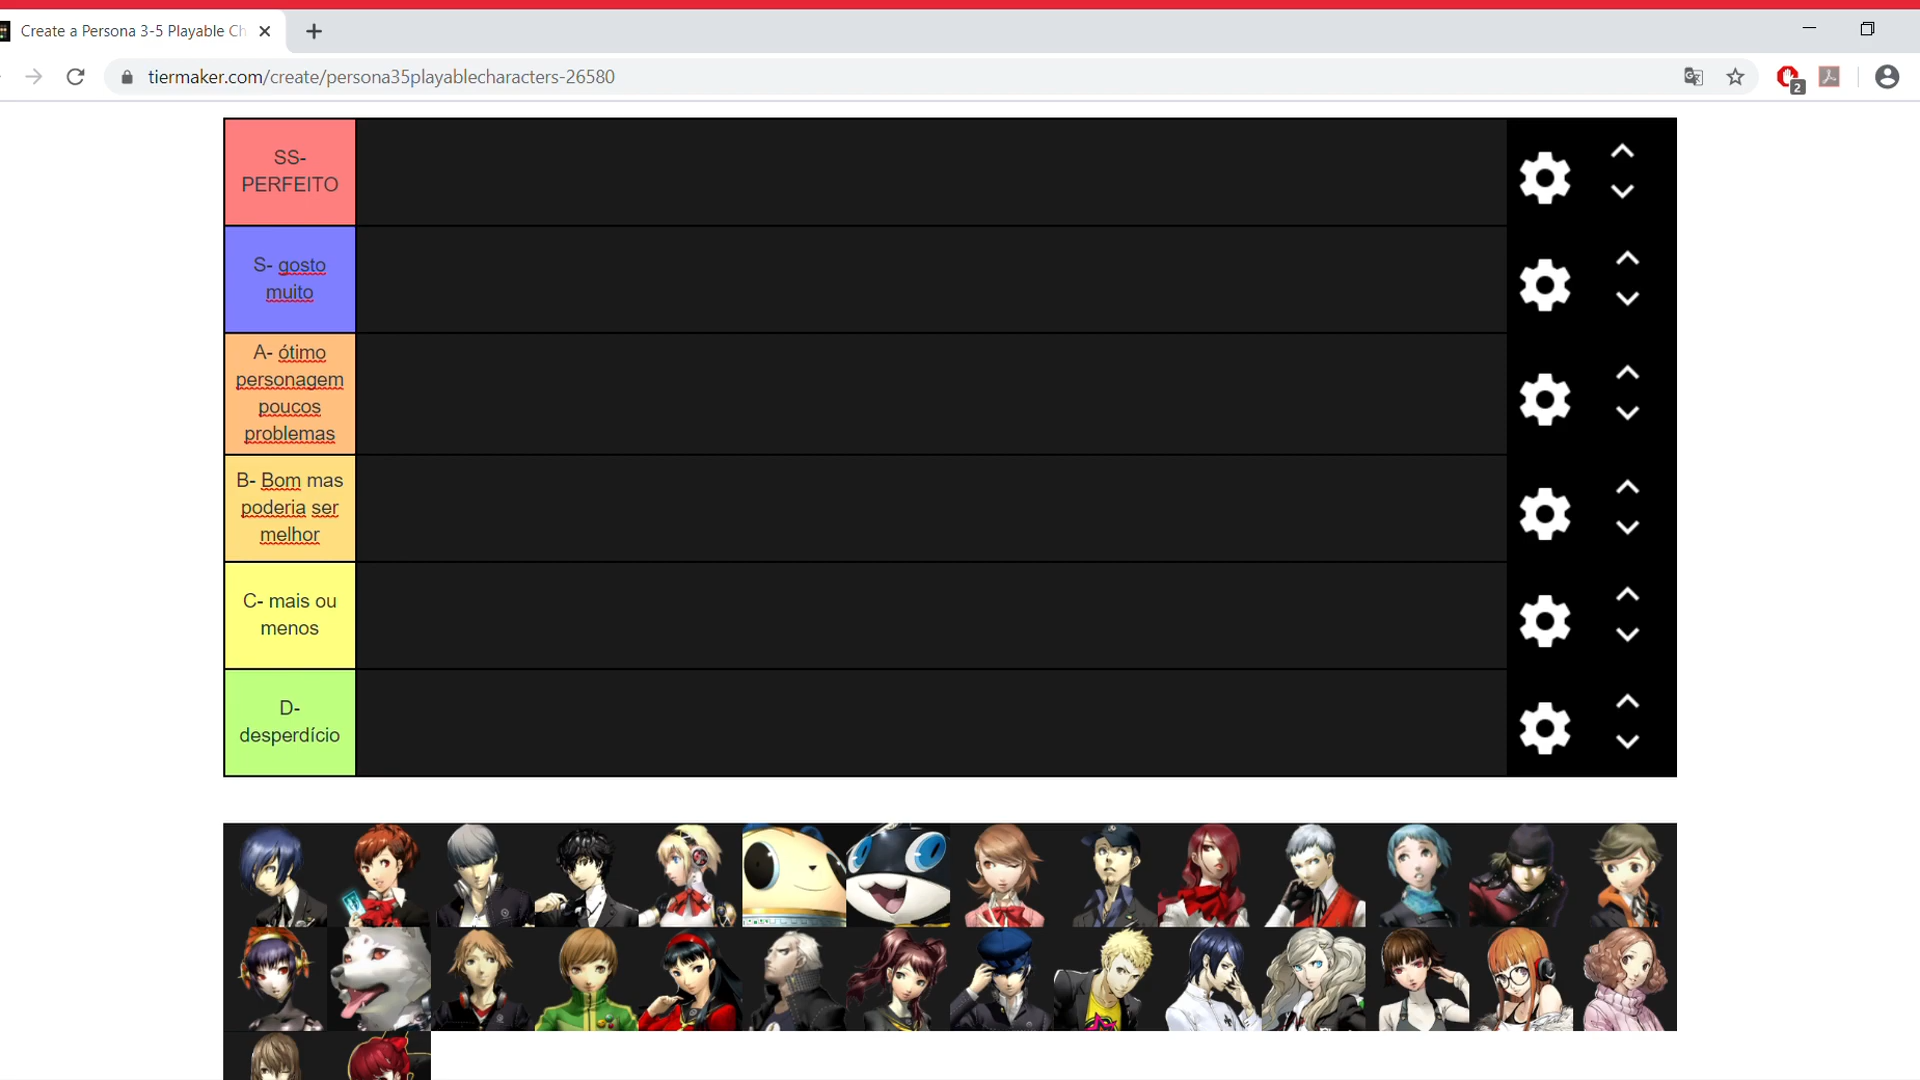 Create a Persona 3-5 Playable Ch
tiermaker.com/create/persona35playablecharacters-26580
2
SS-
PERFEITO
S- gosto
muito
A- ótimo
personagem
poucos
problemas
B- Bom mas
poderia ser
melhor
C- mais ou
menos
D-
desperdício